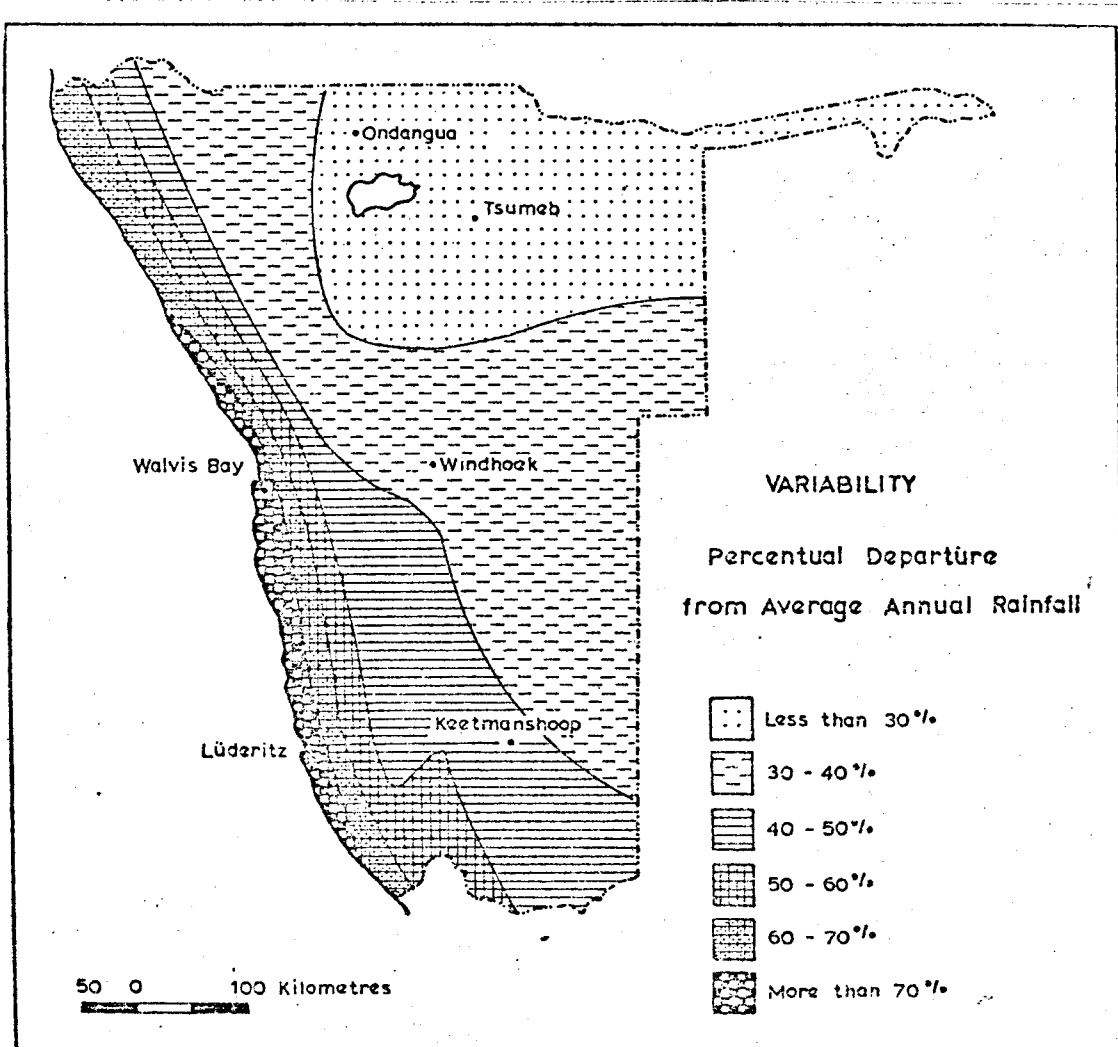 Ondangua
Tsumeb
Walvis Bay
Windhoek
VARIABILITY
Percentual Departure
from Average Annual Rainfall
Keetmanshoop
Lüderitz
Less than 30%
30 - 40%
40 - 50%
50 - 60%
60 - 70%
More than 70%
50 0 100 Kilometres